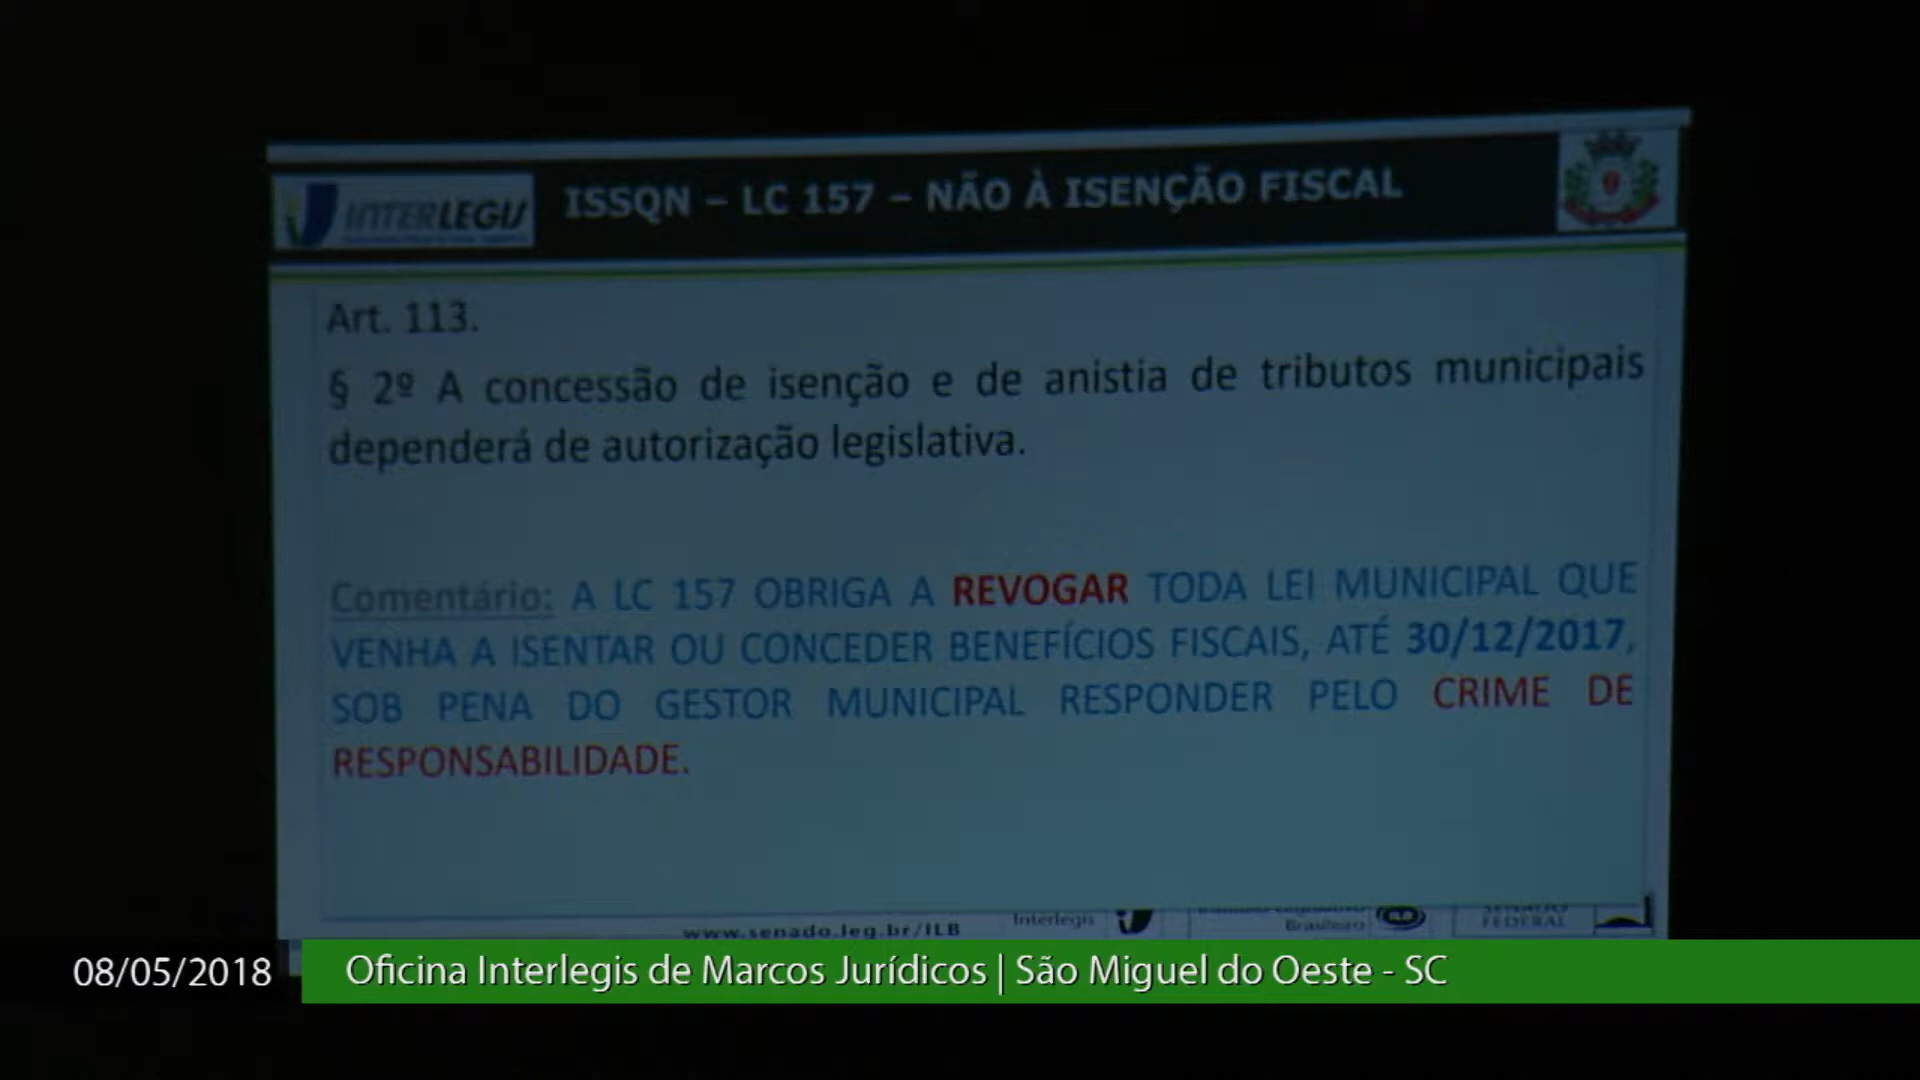 INTERLEGIS
ISSQN – LC 157 – NÃO À ISENÇÃO FISCAL
Art. 113.
§ 2º A concessão de isenção e de anistia de tributos municipais
dependerá de autorização legislativa.
Comentário: A LC 157 OBRIGA A REVOGAR TODA LEI MUNICIPAL QUE
VENHA A ISENTAR OU CONCEDER BENEFÍCIOS FISCAIS, ATÉ 30/12/2017,
SOB PENA DO GESTOR MUNICIPAL RESPONDER PELO CRIME DE
RESPONSABILIDADE.
www.senado.leg.br/ILB
Interlegis
Brasileiro
SENADO
FEDERAL
08/05/2018
Oficina Interlegis de Marcos Jurídicos | São Miguel do Oeste - SC